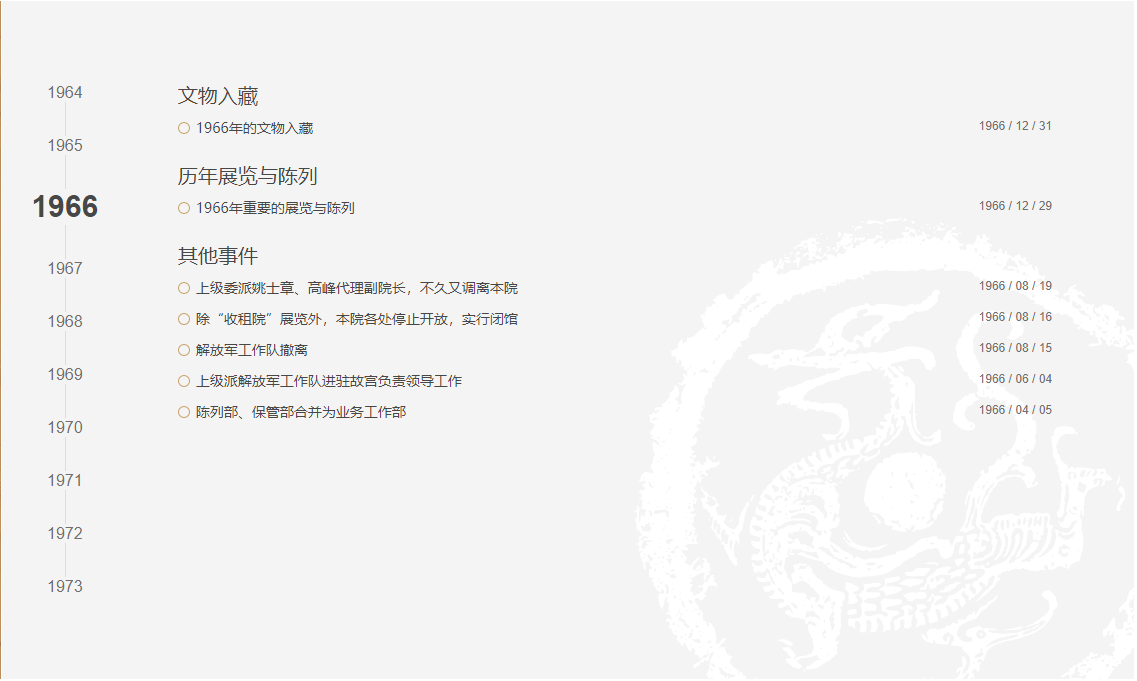 1964
1965
1966
1967
1968
1969
1970
1971
1972
1973
文物入藏
1966年的文物入藏 1966 / 12 / 31
历年展览与陈列
1966年重要的展览与陈列 1966 / 12 / 29
其他事件
上级委派姚士章、高峰代理副院长，不久又调离本院 1966 / 08 / 19
除“收租院”展览外，本院各处停止开放，实行闭馆 1966 / 08 / 16
解放军工作队撤离 1966 / 08 / 15
上级派解放军工作队进驻故宫负责领导工作 1966 / 06 / 04
陈列部、保管部合并为业务工作部 1966 / 04 / 05